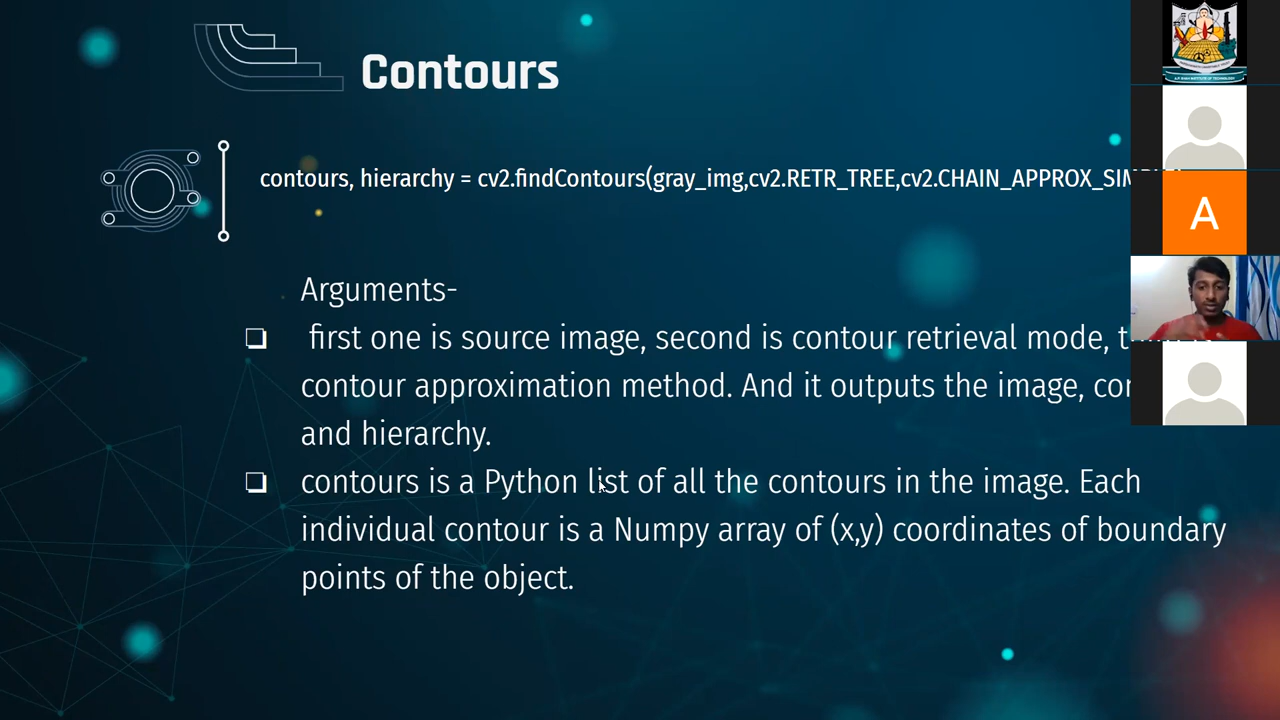 Contours
contours, hierarchy = cv2.findContours(gray_img,cv2.RETR_TREE,cv2.CHAIN_APPROX_
Arguments-
first one is source image, second is contour retrieval mode,
contour approximation method. And it outputs the image,
and hierarchy.
contours is a Python list of all the contours in the image. Each
individual contour is a Numpy array of (x,y) coordinates of boundary
points of the object.
A